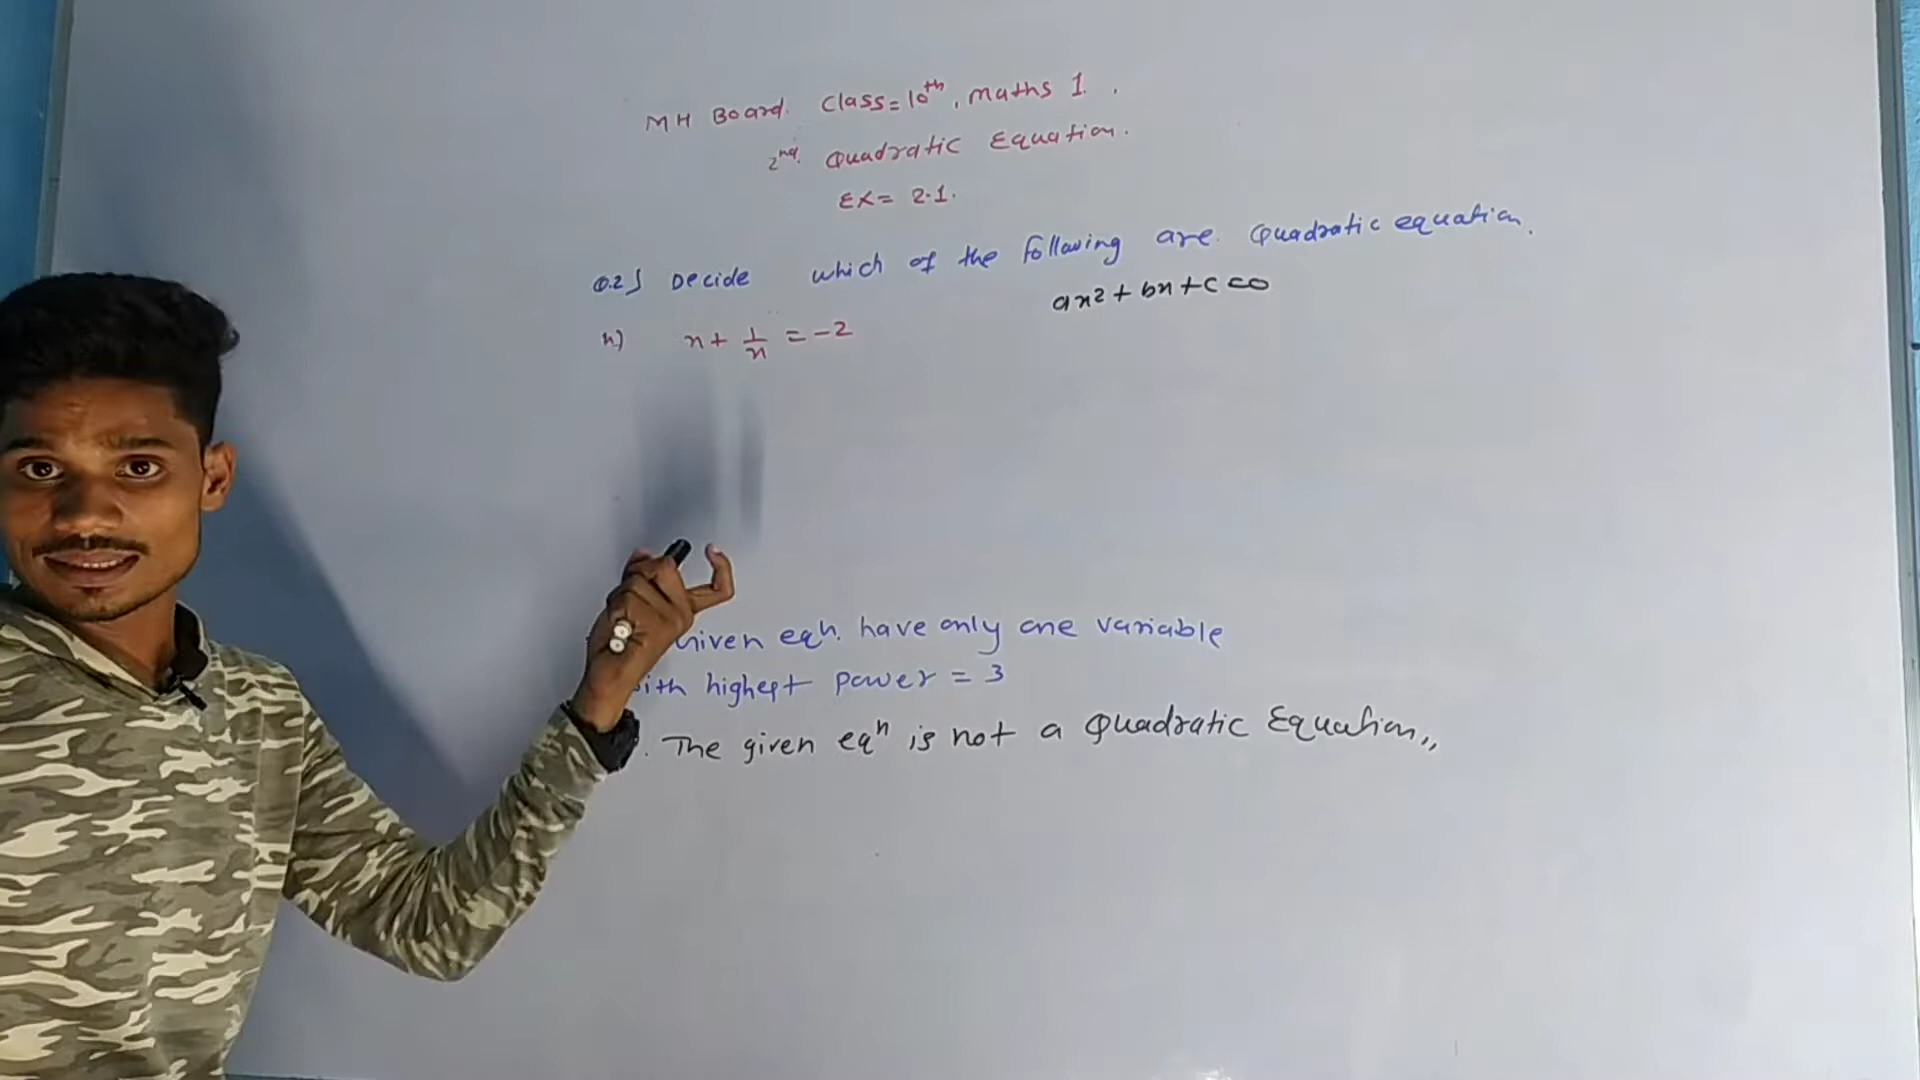 MH Board. Class=10th, maths 1.
2nd. Quadratic Equation.
EX= 2.1.
Q.2] Decide which of the following are Quadratic equation.
ax² + bx + c = 0
x + 1/x = -2
Given eqn. have only one variable
with highest power = 3
The given eqn is not a Quadratic Equation,,